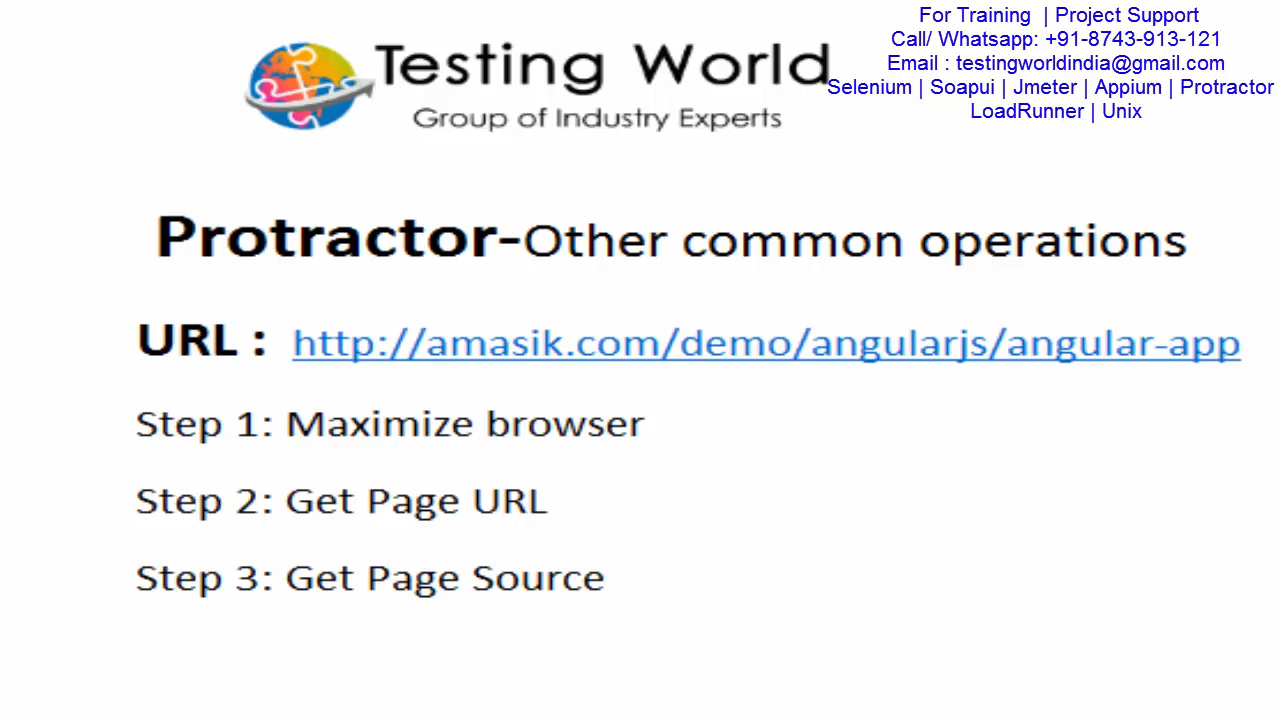 For Training | Project Support
Call/ Whatsapp: +91-8743-913-121
Email : testingworldindia@gmail.com
Selenium | Soapui | Jmeter | Appium | Protractor
LoadRunner | Unix
Testing World
Group of Industry Experts
Protractor-Other common operations
URL : http://amasik.com/demo/angularjs/angular-app
Step 1: Maximize browser
Step 2: Get Page URL
Step 3: Get Page Source